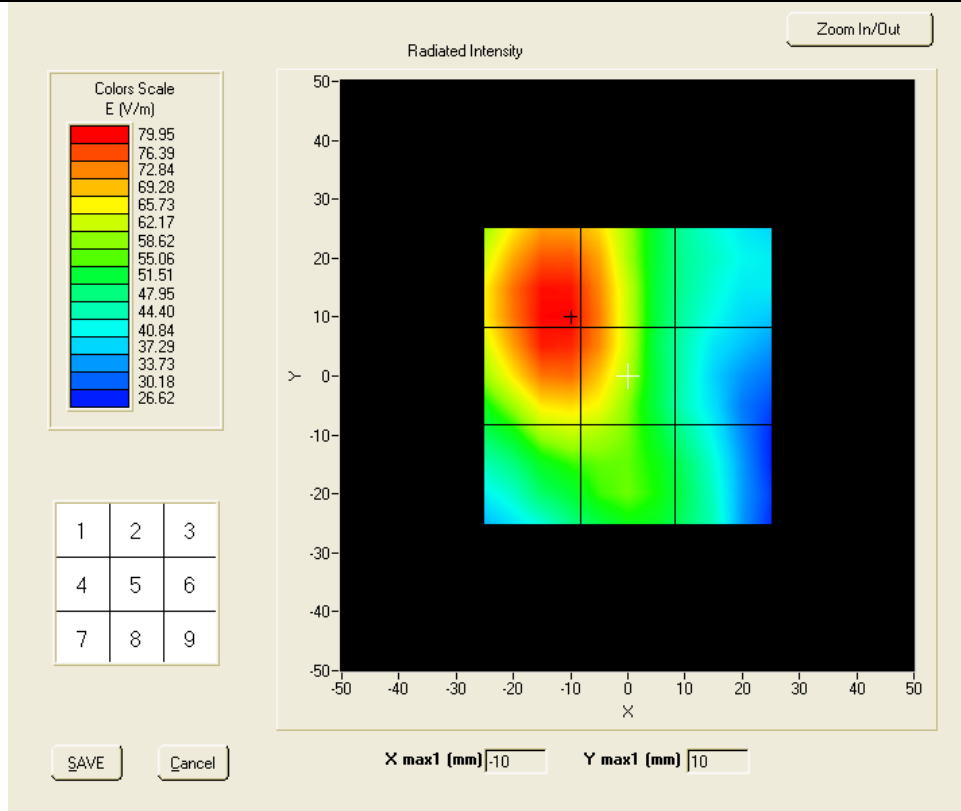 Zoom In/Out
Radiated Intensity
Colors Scale
E (V/m)
79.95
76.39
72.84
69.28
65.73
62.17
58.62
55.06
51.51
47.95
44.40
40.84
37.29
33.73
30.18
26.62
50
40
30
20
10
0
-10
-20
-30
-40
-50
Y
-50 -40 -30 -20 -10 0 10 20 30 40 50
X
1 2 3
4 5 6
7 8 9
SAVE Cancel
X max1 (mm) -10 Y max1 (mm) 10